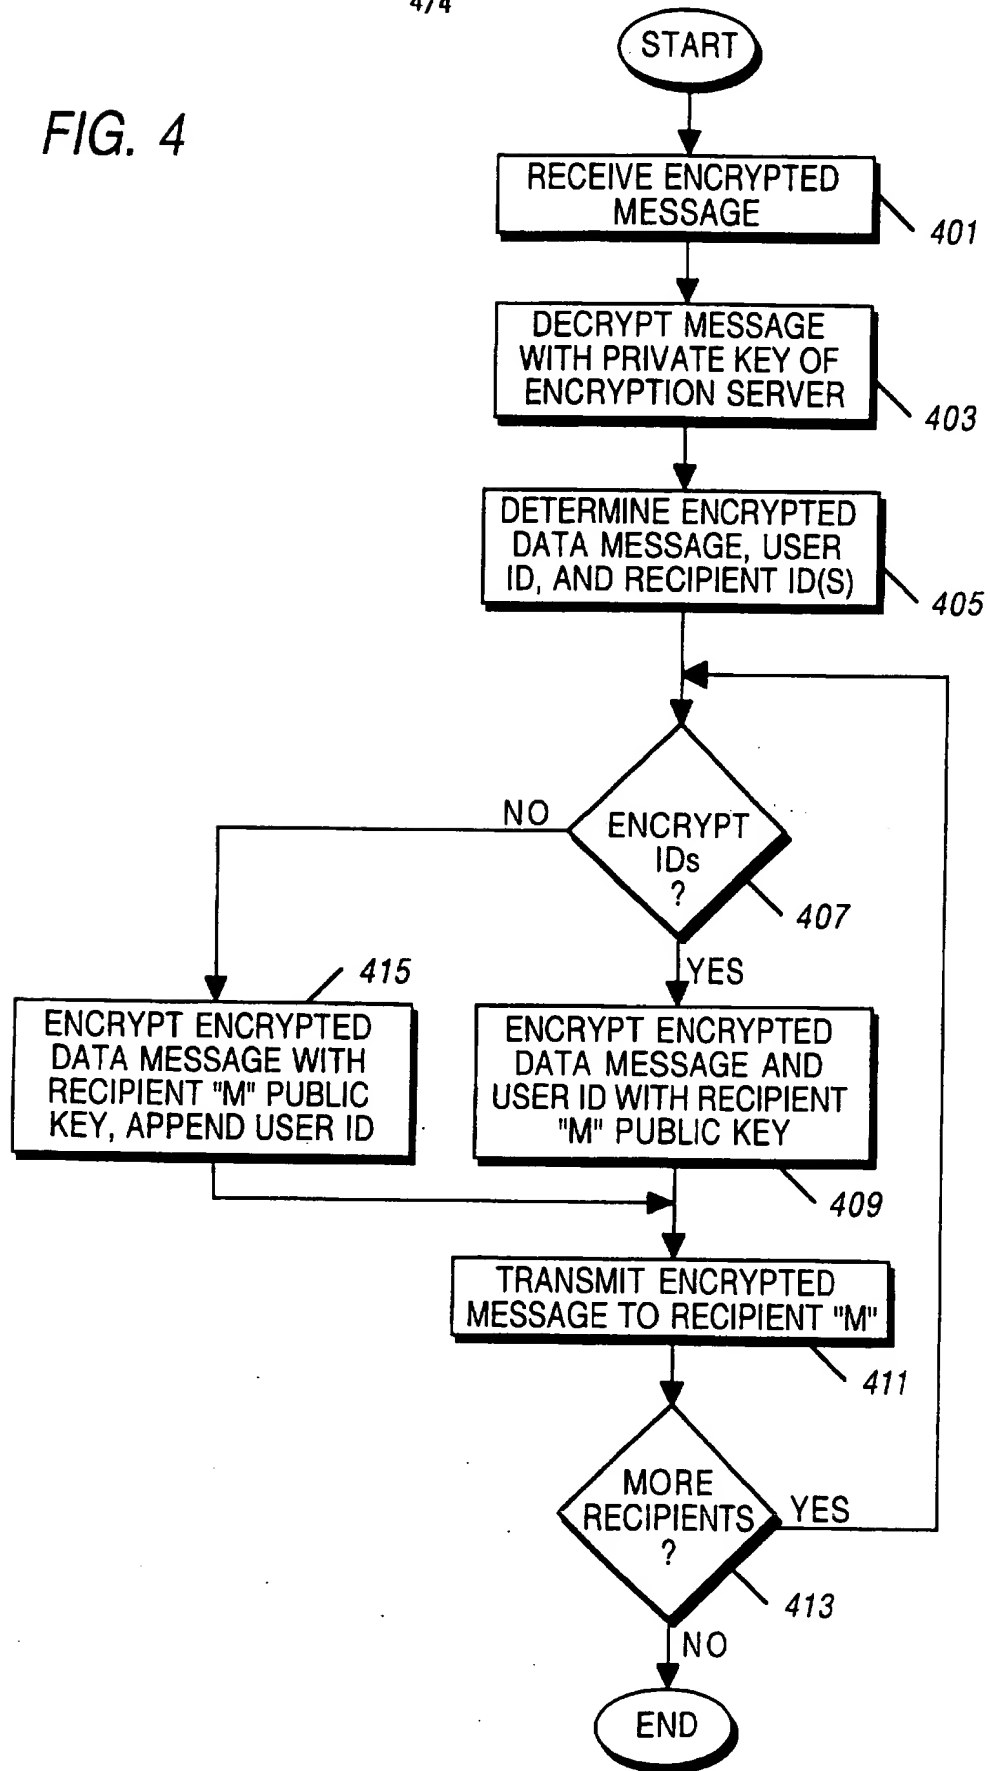 4/4
START
FIG. 4
RECEIVE ENCRYPTED
MESSAGE
401
DECRYPT MESSAGE
WITH PRIVATE KEY OF
ENCRYPTION SERVER
403
DETERMINE ENCRYPTED
DATA MESSAGE, USER
ID, AND RECIPIENT ID(S)
405
NO
ENCRYPT
IDs
?
407
YES
415
ENCRYPT ENCRYPTED
DATA MESSAGE WITH
RECIPIENT "M" PUBLIC
KEY, APPEND USER ID
ENCRYPT ENCRYPTED
DATA MESSAGE AND
USER ID WITH RECIPIENT
"M" PUBLIC KEY
409
TRANSMIT ENCRYPTED
MESSAGE TO RECIPIENT "M"
411
MORE
RECIPIENTS
?
YES
413
NO
END